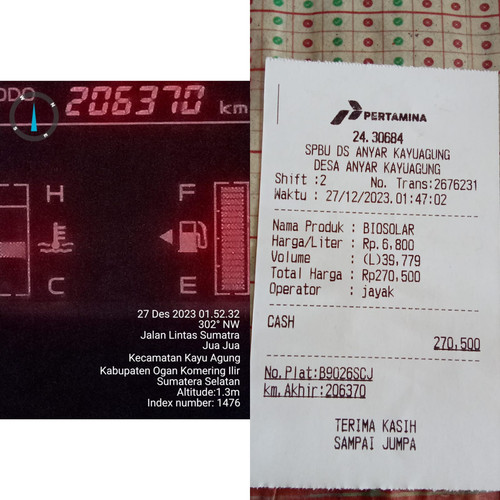 ODO 206370 km
H
F
C
E
27 Des 2023 01.52.32
302° NW
Jalan Lintas Sumatra
Jua Jua
Kecamatan Kayu Agung
Kabupaten Ogan Komering Ilir
Sumatera Selatan
Altitude:1.3m
Index number: 1476
PERTAMINA
24.30684
SPBU DS ANYAR KAYUAGUNG
DESA ANYAR KAYUAGUNG
Shift :2 No. Trans:2676231
Waktu : 27/12/2023.01:47:02
Nama Produk : BIOSOLAR
Harga/Liter : Rp.6,800
Volume : (L)39,779
Total Harga : Rp270,500
Operator : jayak
CASH
270,500
No.Plat:B9026SCJ
km.Akhir:206370
TERIMA KASIH
SAMPAI JUMPA